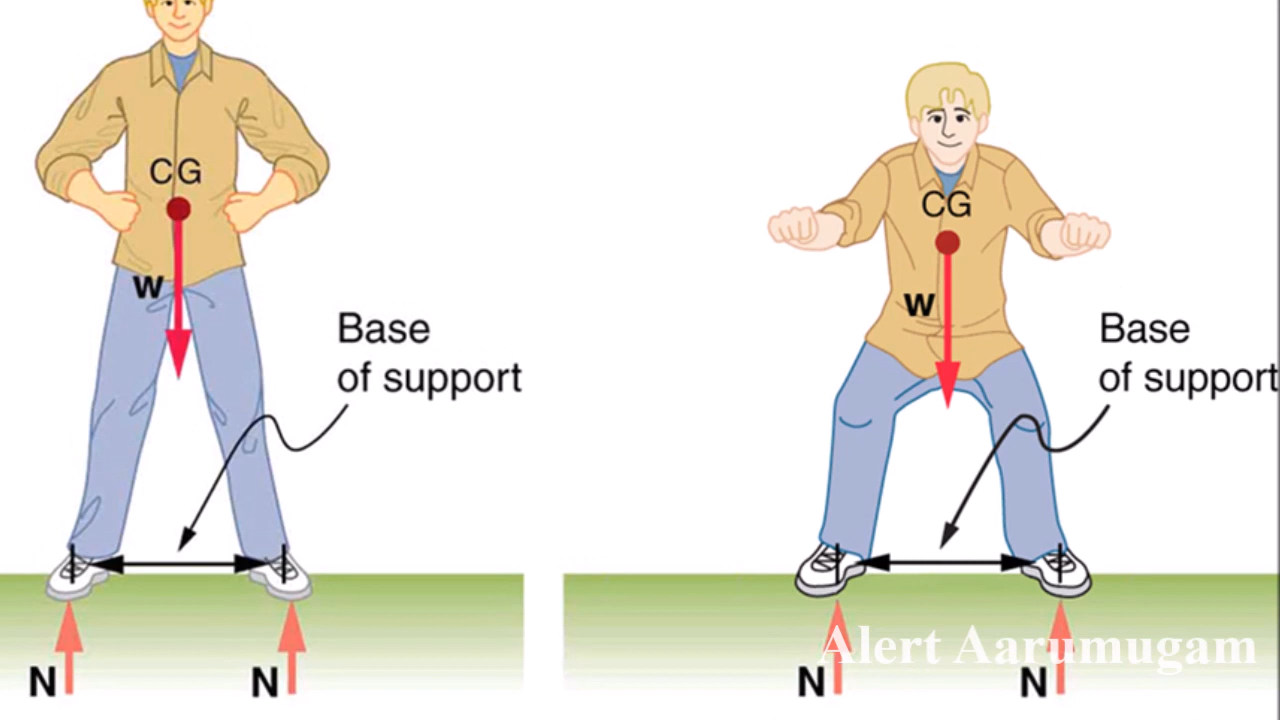 CG
W
Base
of support
N
N
CG
W
Base
of support
N
N
Alert Aarumugam